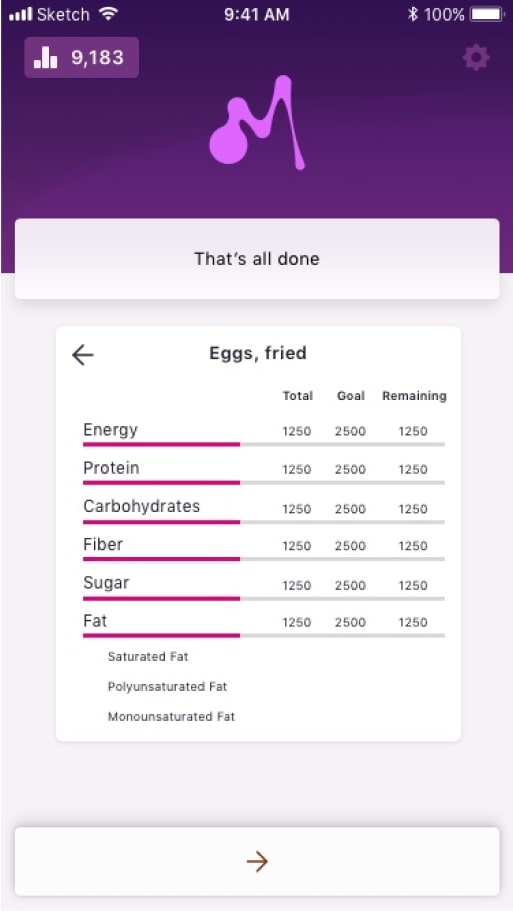 Sketch 9:41 AM 100%
9,183
That's all done
Eggs, fried
Total Goal Remaining
Energy 1250 2500 1250
Protein 1250 2500 1250
Carbohydrates 1250 2500 1250
Fiber 1250 2500 1250
Sugar 1250 2500 1250
Fat 1250 2500 1250
Saturated Fat
Polyunsaturated Fat
Monounsaturated Fat